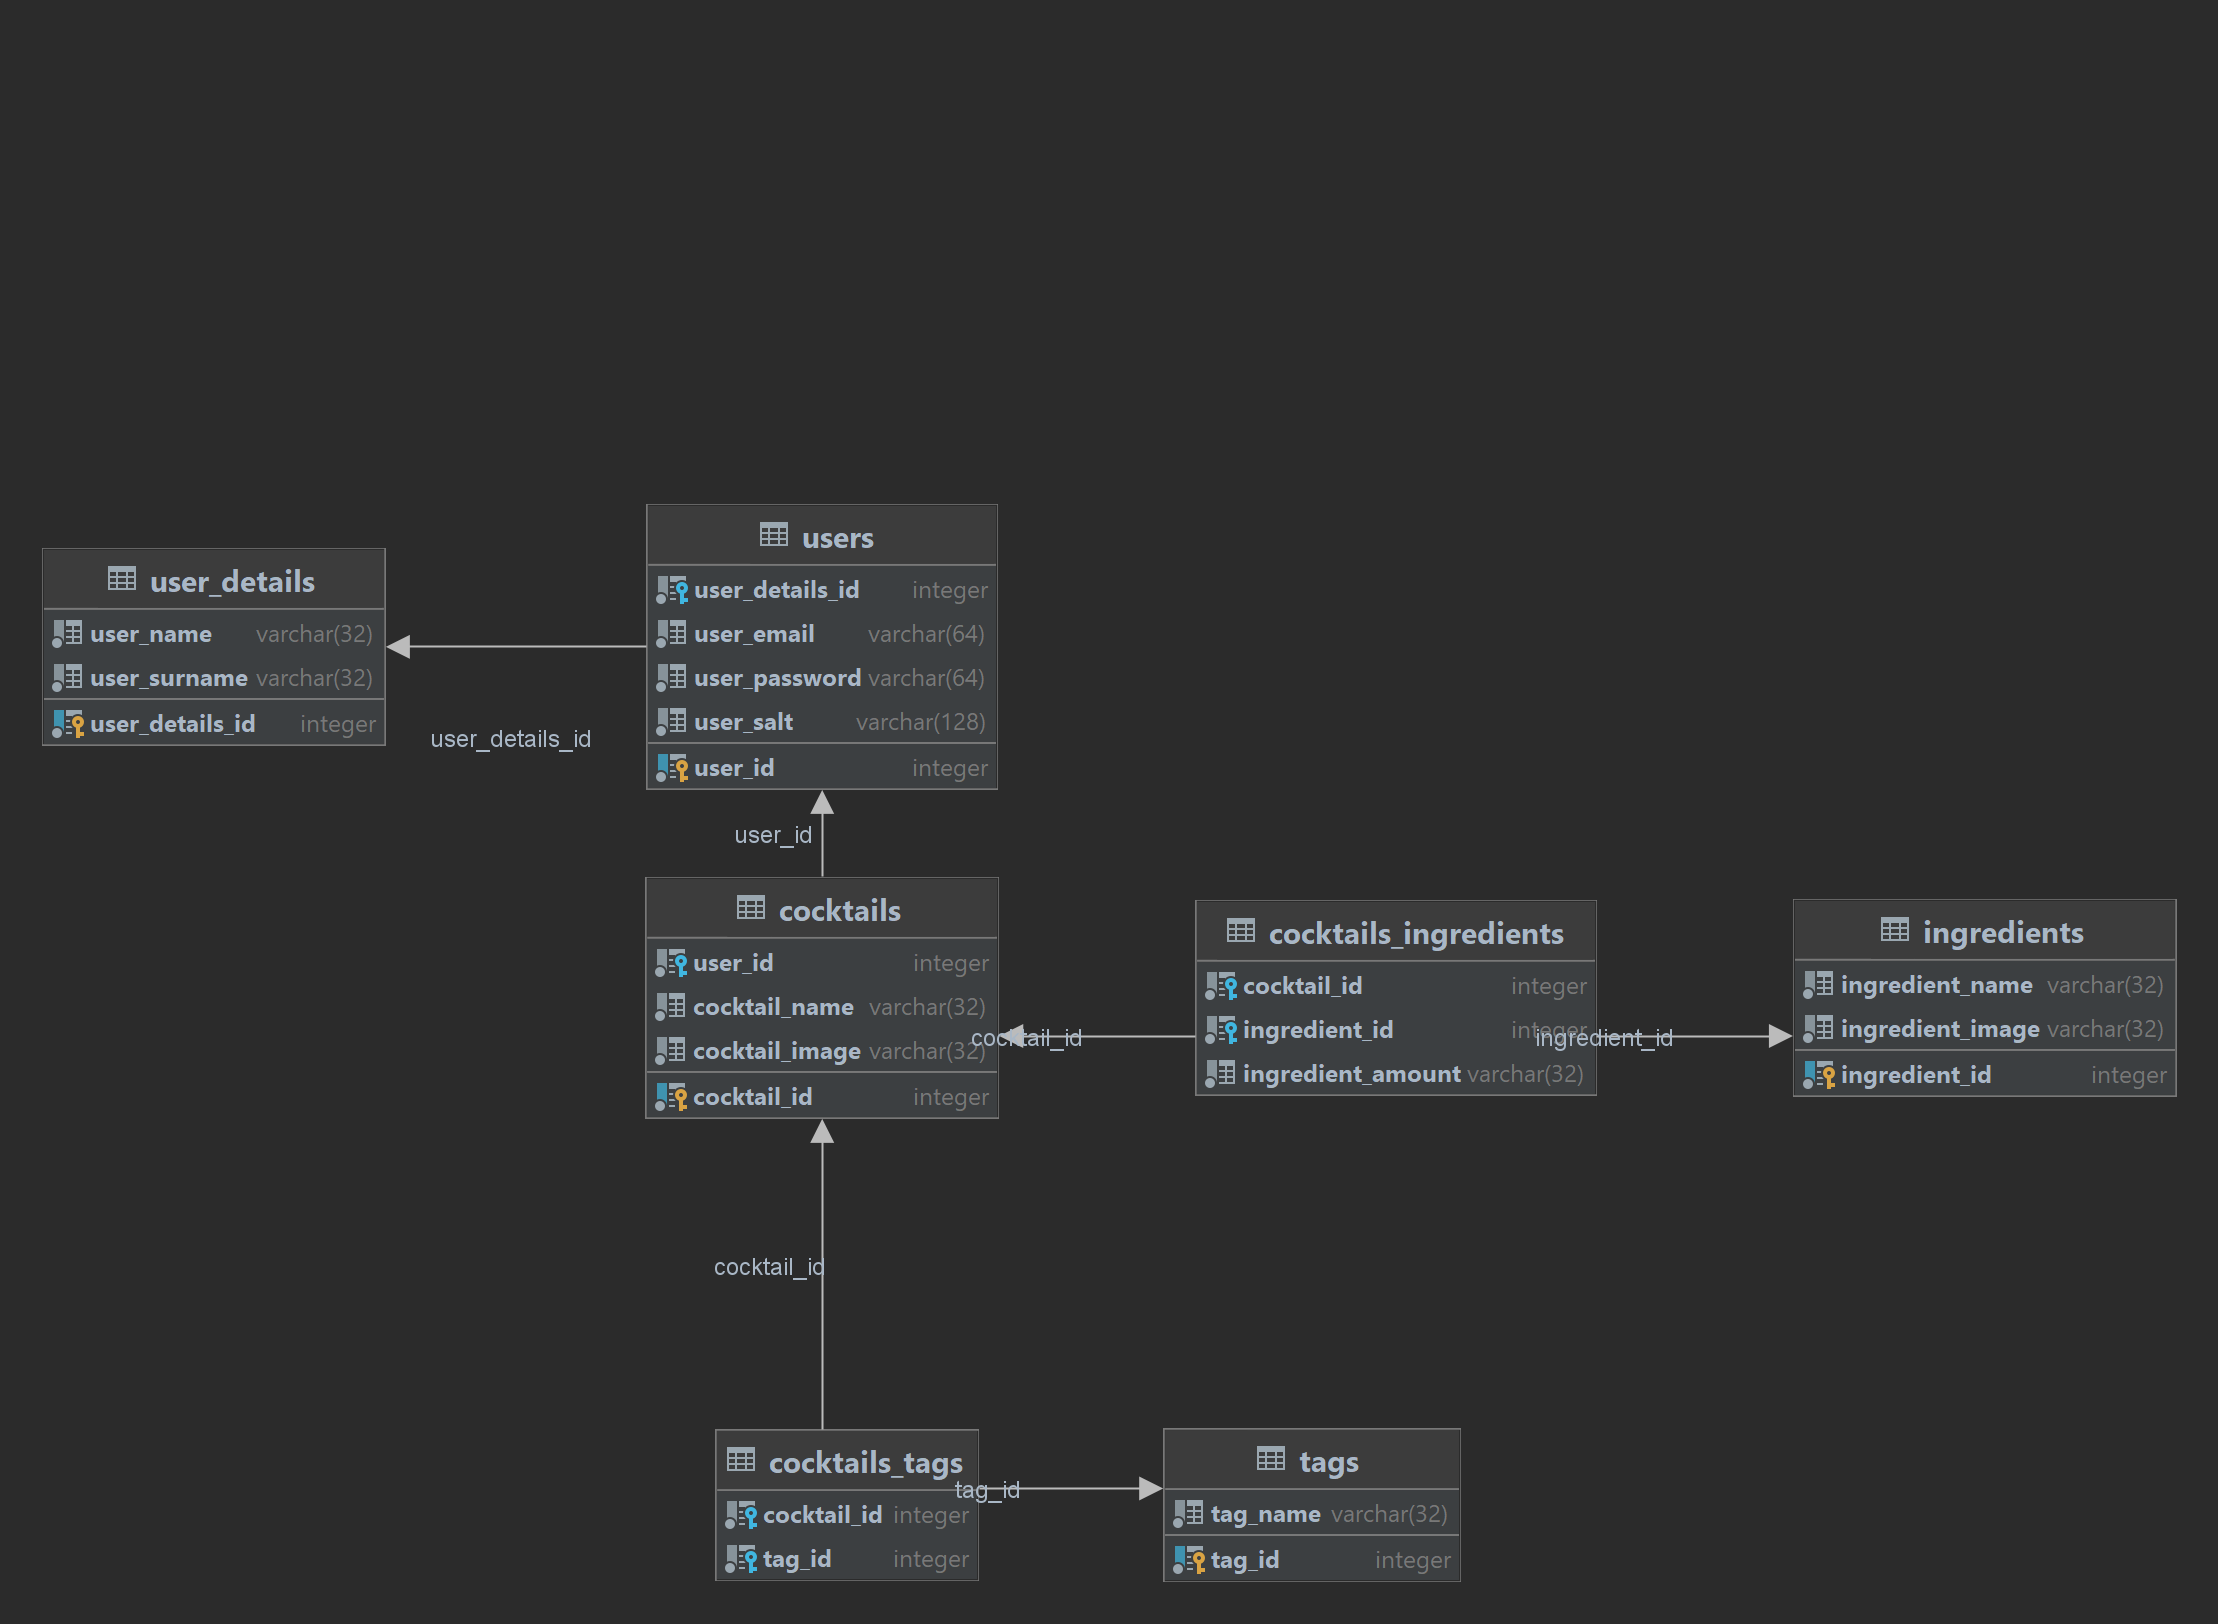 user_details
user_name varchar(32)
user_surname varchar(32)
user_details_id integer
user_details_id
users
user_details_id integer
user_email varchar(64)
user_password varchar(64)
user_salt varchar(128)
user_id integer
user_id
cocktails
user_id integer
cocktail_name varchar(32)
cocktail_image varchar(32)
cocktail_id integer
cocktail_id
cocktails_ingredients
cocktail_id integer
ingredient_id integer
ingredient_amount varchar(32)
ingredient_id
ingredients
ingredient_name varchar(32)
ingredient_image varchar(32)
ingredient_id integer
cocktail_id
cocktails_tags
cocktail_id integer
tag_id integer
tag_id
tags
tag_name varchar(32)
tag_id integer